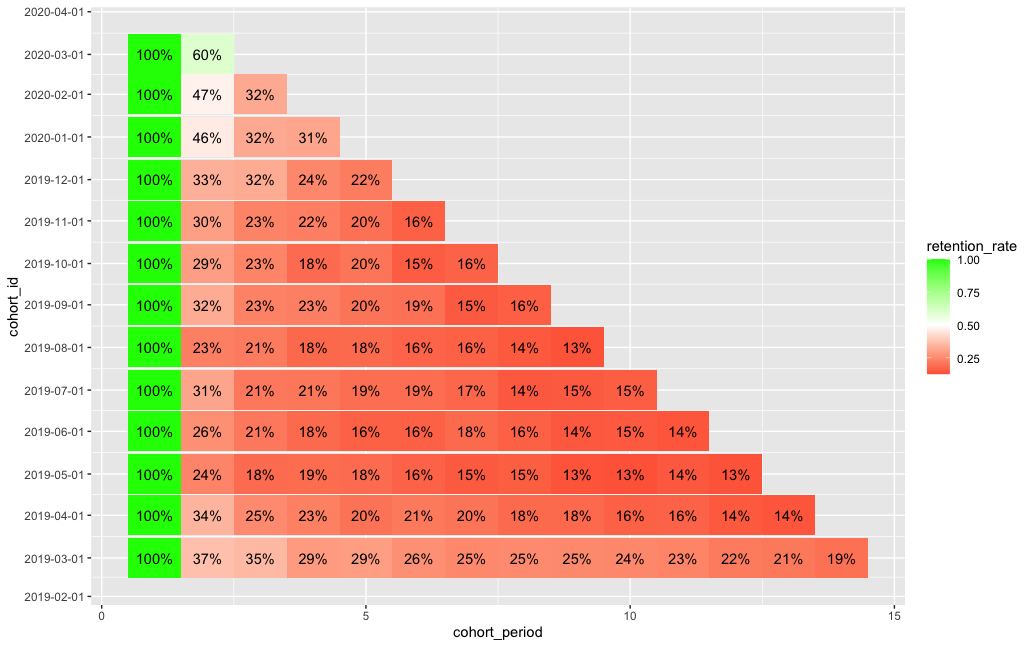 2020-04-01
2020-03-01 100% 60%
2020-02-01 100% 47% 32%
2020-01-01 100% 46% 32% 31%
2019-12-01 100% 33% 32% 24% 22%
2019-11-01 100% 30% 23% 22% 20% 16%
2019-10-01 100% 29% 23% 18% 20% 15% 16%
2019-09-01 100% 32% 23% 23% 20% 19% 15% 16%
2019-08-01 100% 23% 21% 18% 18% 16% 16% 14% 13%
2019-07-01 100% 31% 21% 21% 19% 19% 17% 14% 15% 15%
2019-06-01 100% 26% 21% 18% 16% 16% 18% 16% 14% 15% 14%
2019-05-01 100% 24% 18% 19% 18% 16% 15% 15% 13% 13% 14% 13%
2019-04-01 100% 34% 25% 23% 20% 21% 20% 18% 18% 16% 16% 14% 14%
2019-03-01 100% 37% 35% 29% 29% 26% 25% 25% 25% 24% 23% 22% 21% 19%
2019-02-01
0 5 10 15
cohort_period
cohort_id
retention_rate
1.00
0.75
0.50
0.25